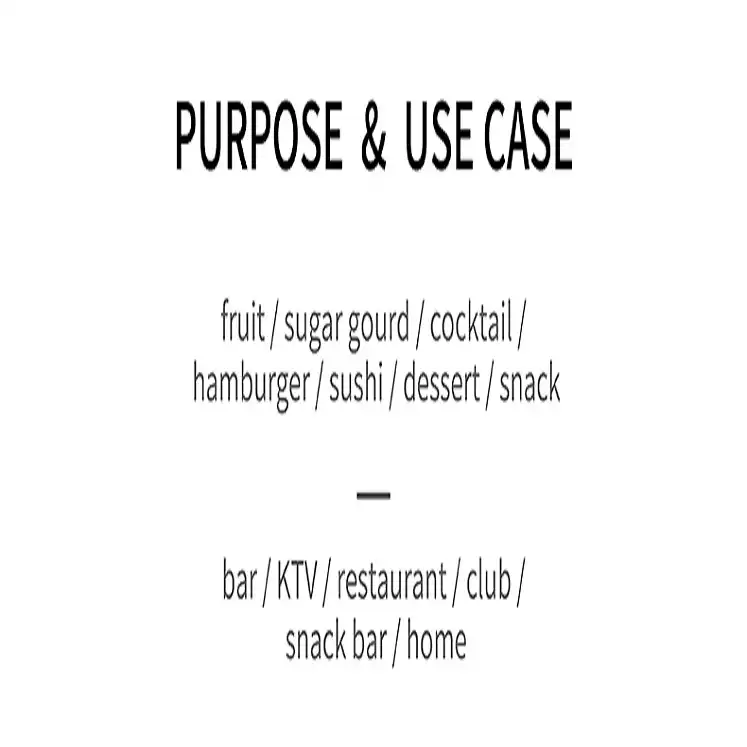 PURPOSE & USE CASE
fruit / sugar gourd / cocktail /
hamburger / sushi / dessert / snack
—
bar / KTV / restaurant / club /
snack bar / home